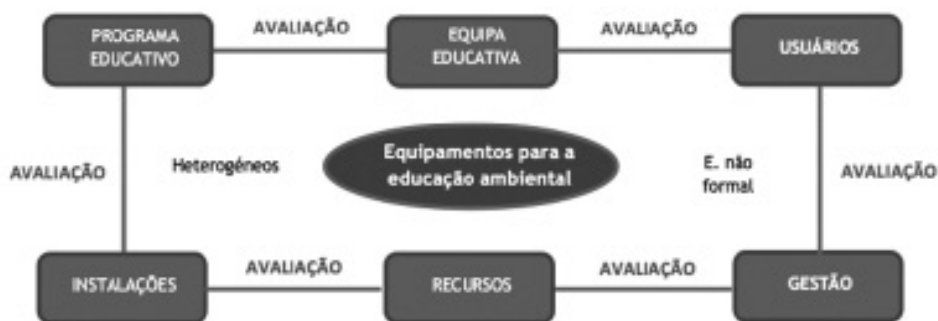 PROGRAMA
EDUCATIVO
AVALIAÇÃO
EQUIPA
EDUCATIVA
AVALIAÇÃO
USUÁRIOS
AVALIAÇÃO
Heterogéneos
Equipamentos para a
educação ambiental
E. não
formal
AVALIAÇÃO
INSTALAÇÕES
AVALIAÇÃO
RECURSOS
AVALIAÇÃO
GESTÃO